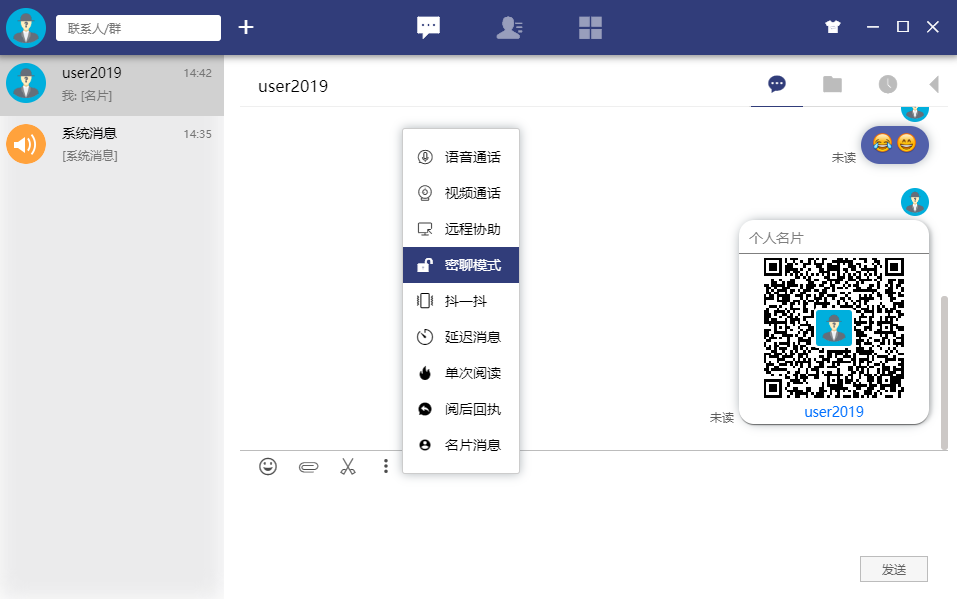 联系人/群
user2019
14:42
我: [名片]
系统消息
14:35
[系统消息]
user2019
未读
个人名片
user2019
未读
语音通话
视频通话
远程协助
密聊模式
抖一抖
延迟消息
单次阅读
阅后回执
名片消息
发送